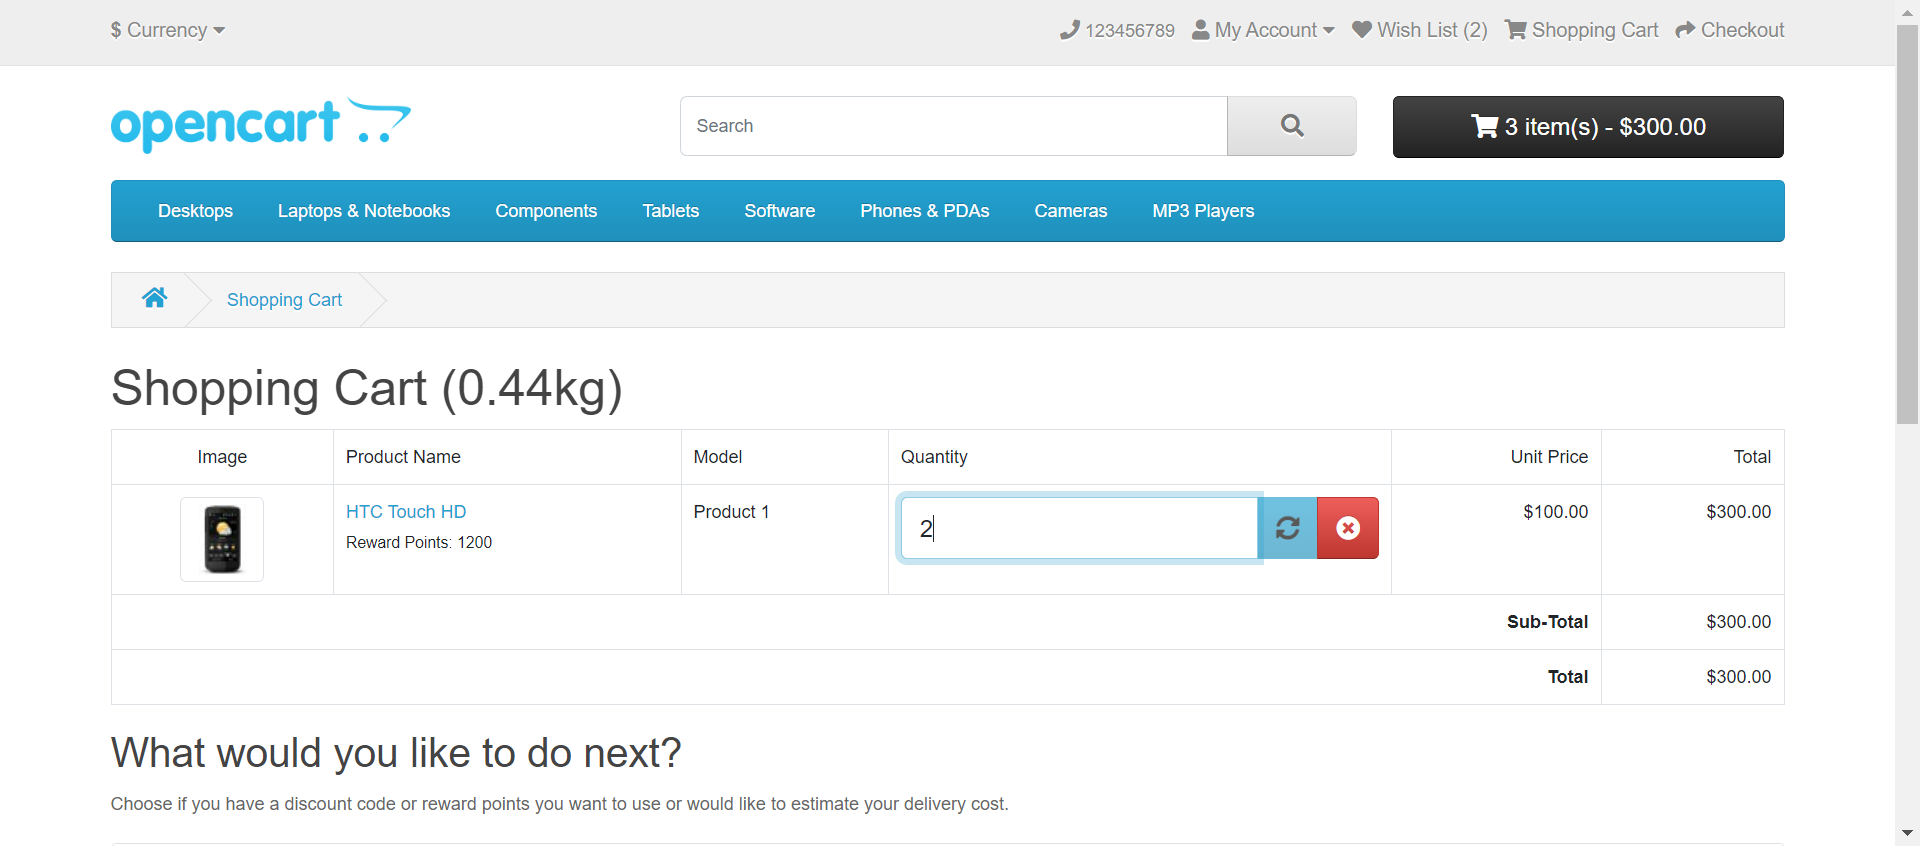 $ Currency 123456789 My Account Wish List (2) Shopping Cart Checkout
opencart Search 3 item(s) - $300.00
Desktops Laptops & Notebooks Components Tablets Software Phones & PDAs Cameras MP3 Players
Shopping Cart
Shopping Cart (0.44kg)
Image Product Name Model Quantity Unit Price Total
HTC Touch HD Product 1 2 $100.00 $300.00
Reward Points: 1200
Sub-Total $300.00
Total $300.00
What would you like to do next?
Choose if you have a discount code or reward points you want to use or would like to estimate your delivery cost.